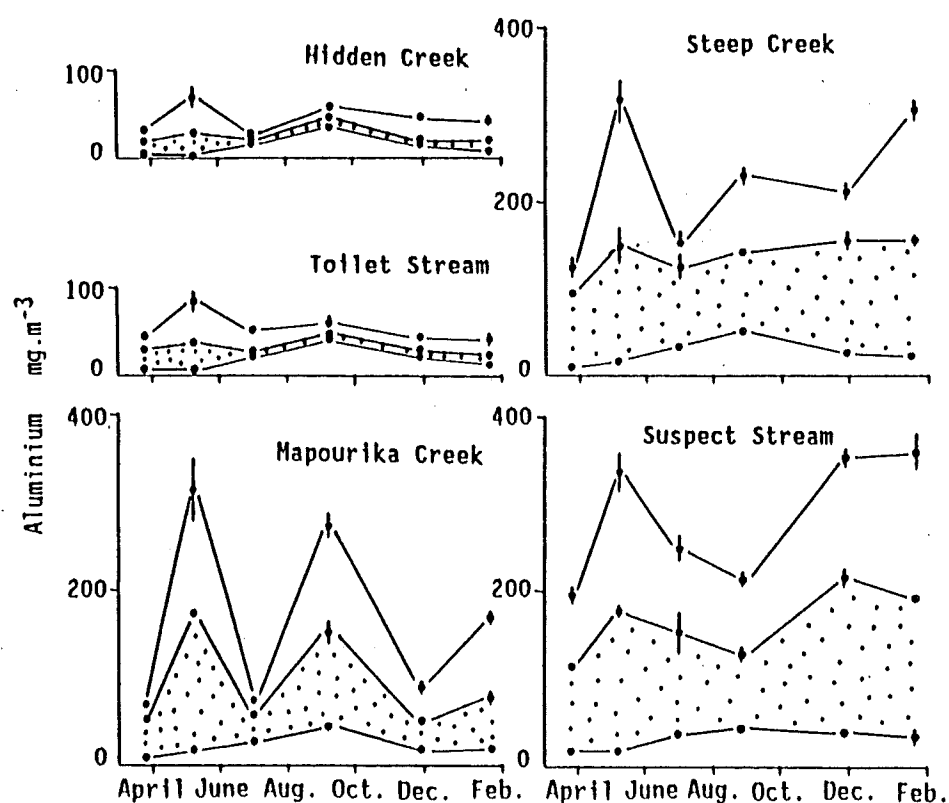 Hidden Creek
100
0
Steep Creek
400
200
0
Toilet Stream
100
0
Mapourika Creek
400
200
0
Suspect Stream
400
200
0
Aluminium mg.m-3
April June Aug. Oct. Dec. Feb.
April June Aug. Oct. Dec. Feb.